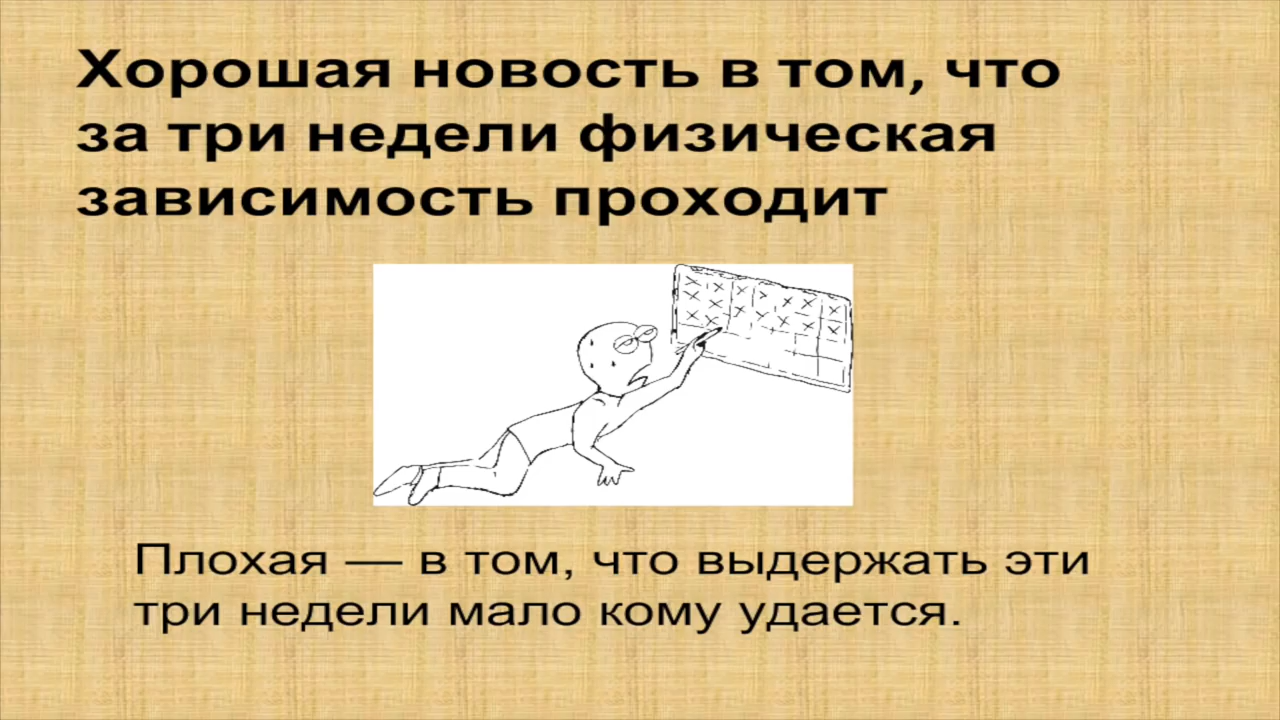 Хорошая новость в том, что
за три недели физическая
зависимость проходит
Плохая — в том, что выдержать эти
три недели мало кому удается.